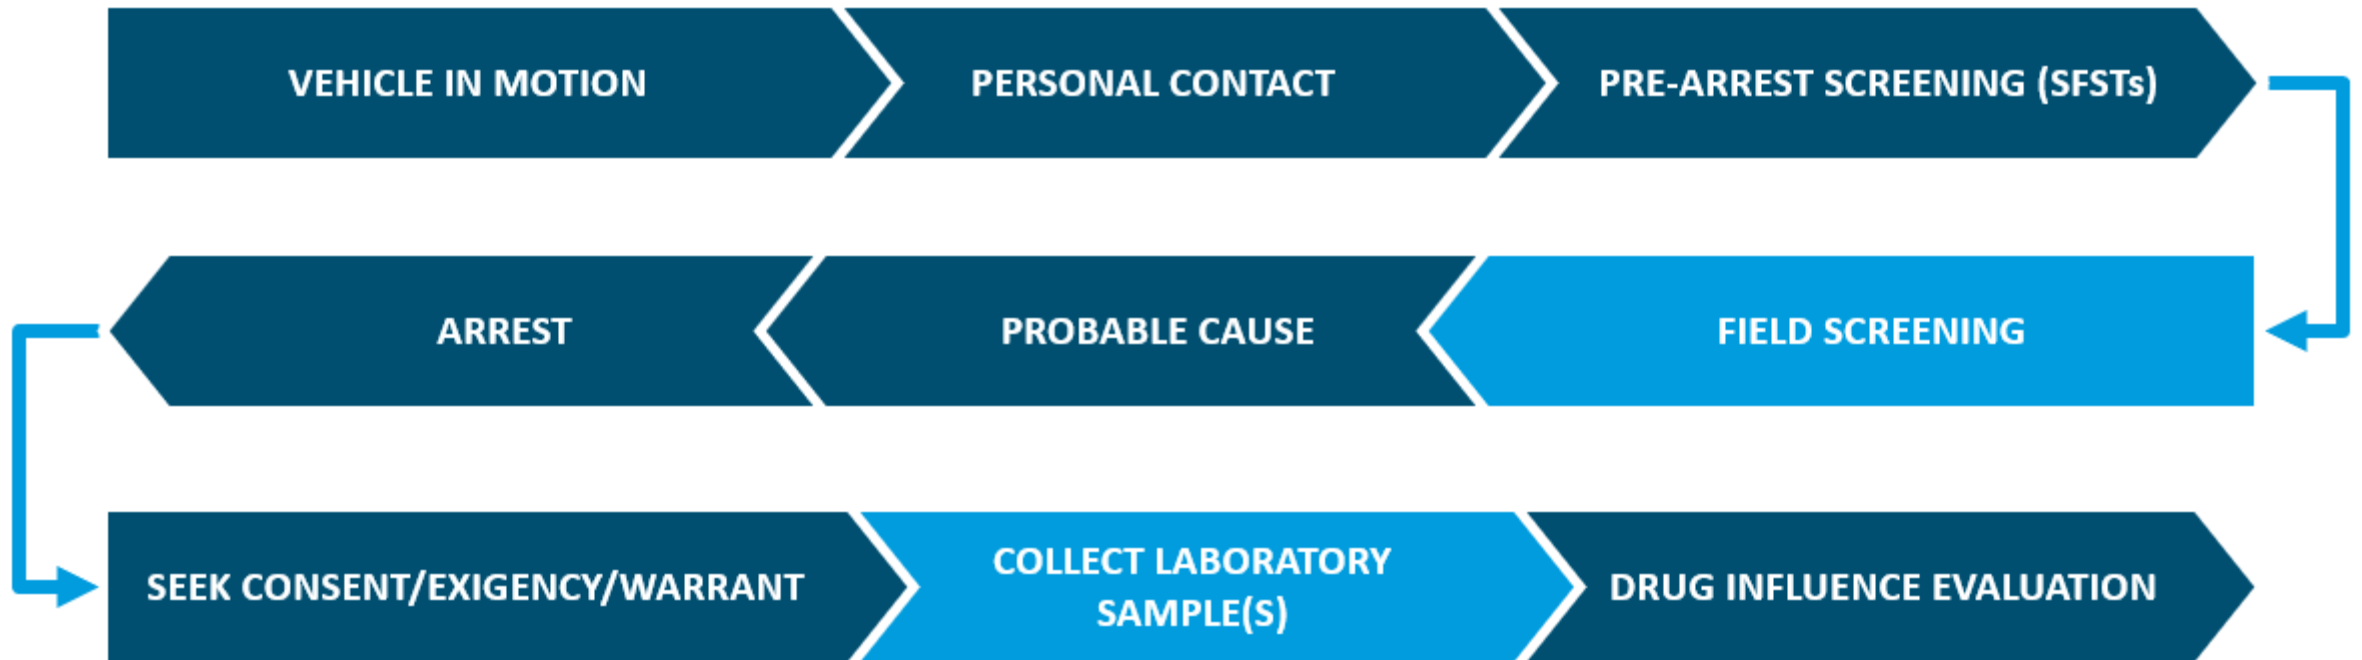 VEHICLE IN MOTION
PERSONAL CONTACT
PRE-ARREST SCREENING (SFSTs)
FIELD SCREENING
PROBABLE CAUSE
ARREST
SEEK CONSENT/EXIGENCY/WARRANT
COLLECT LABORATORY
SAMPLE(S)
DRUG INFLUENCE EVALUATION